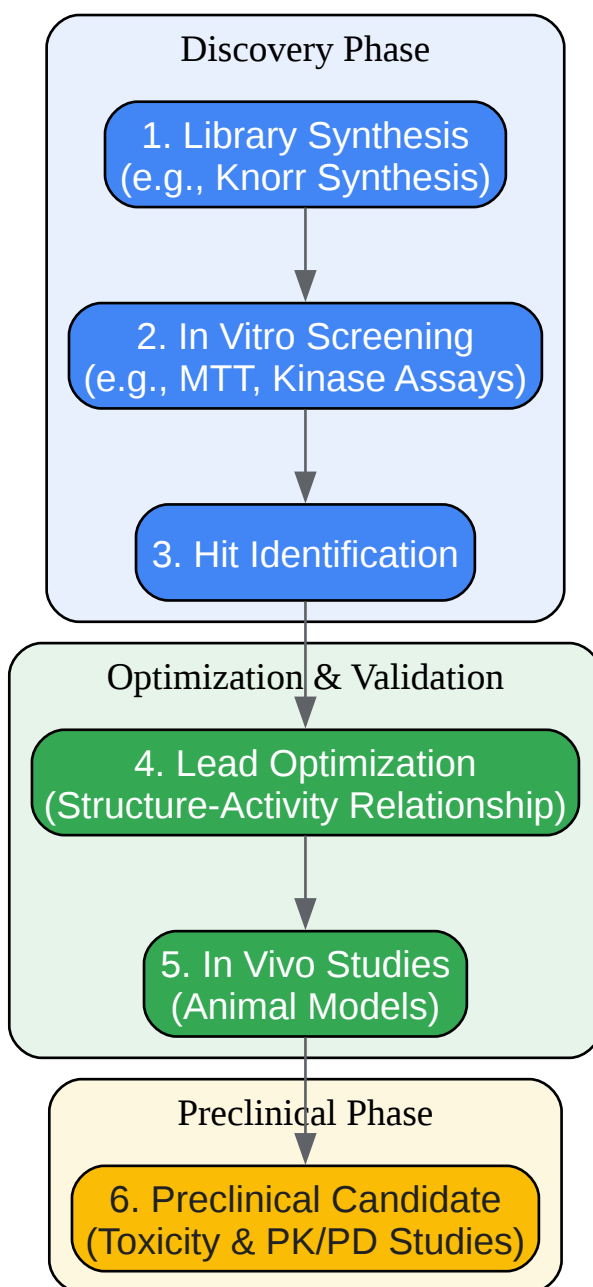 Discovery Phase
1. Library Synthesis
(e.g., Knorr Synthesis)
2. In Vitro Screening
(e.g., MTT, Kinase Assays)
3. Hit Identification
Optimization & Validation
4. Lead Optimization
(Structure-Activity Relationship)
5. In Vivo Studies
(Animal Models)
Preclinical Phase
6. Preclinical Candidate
(Toxicity & PK/PD Studies)